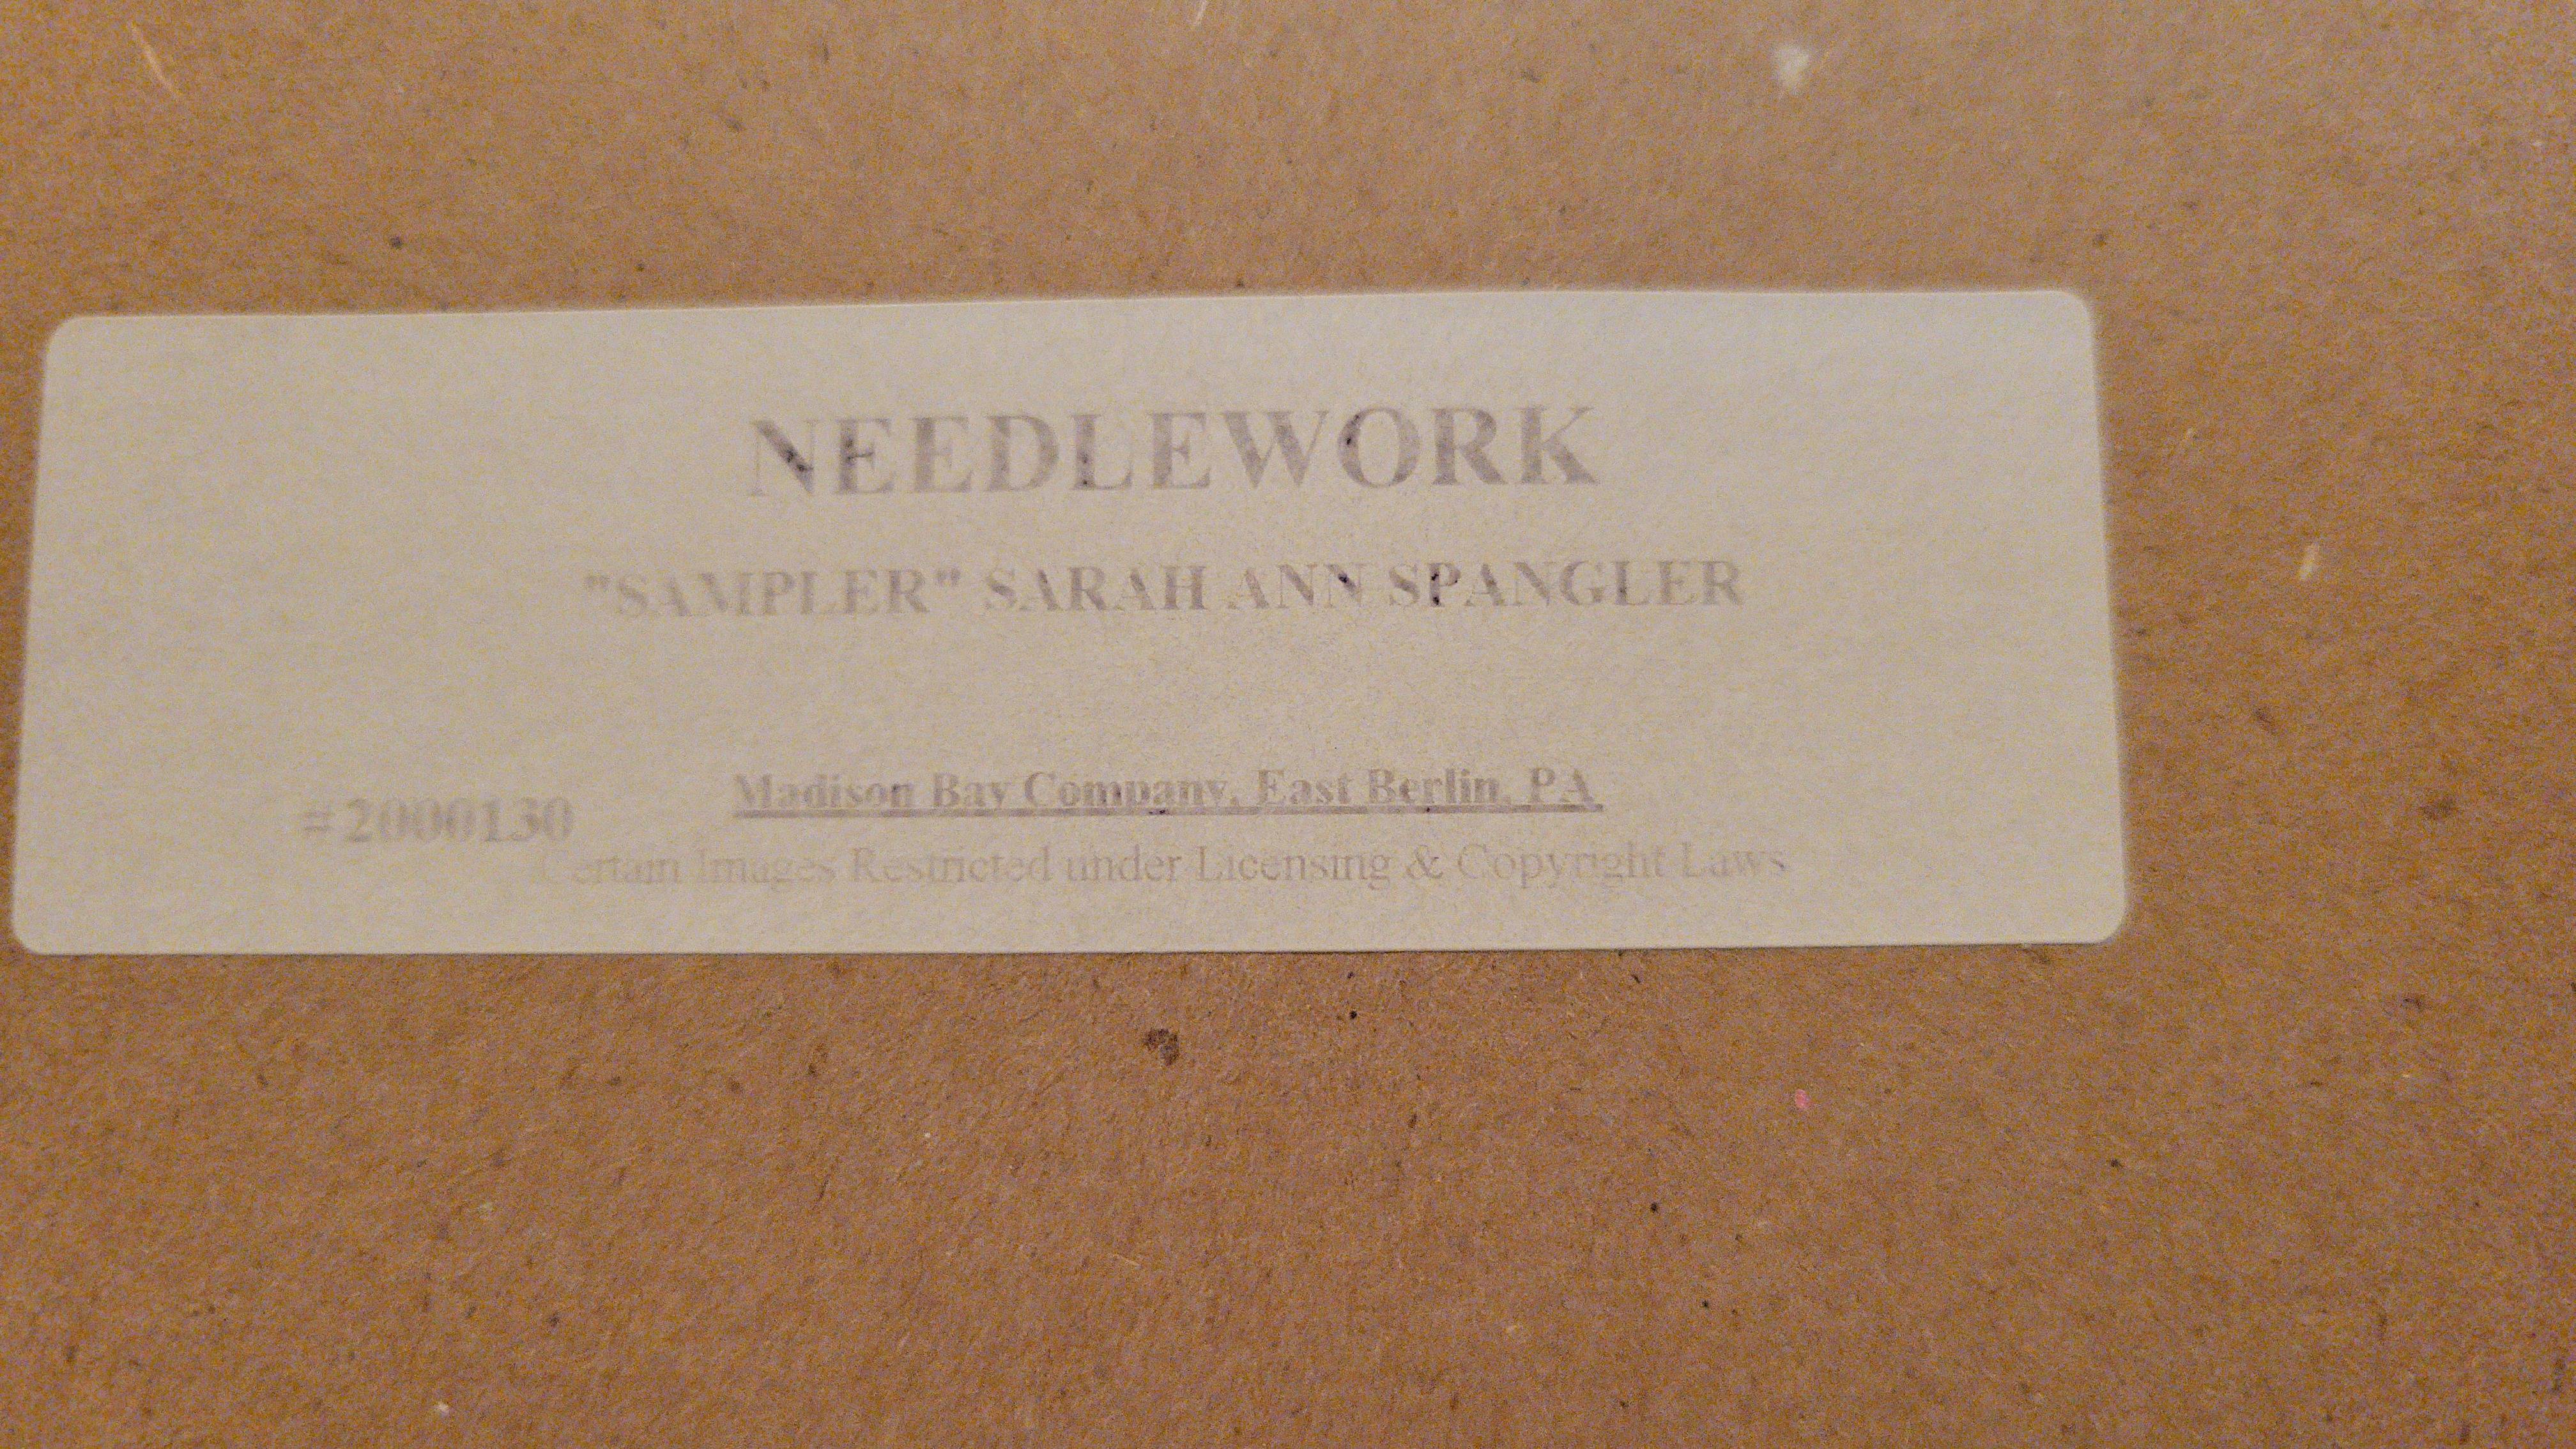 NEEDLEWORK
"SAMPLER" SARAH ANN SPANGLER
Madison Bay Company, East Berlin, PA
#2000130
Certain Images Restricted under Licensing & Copyright Laws